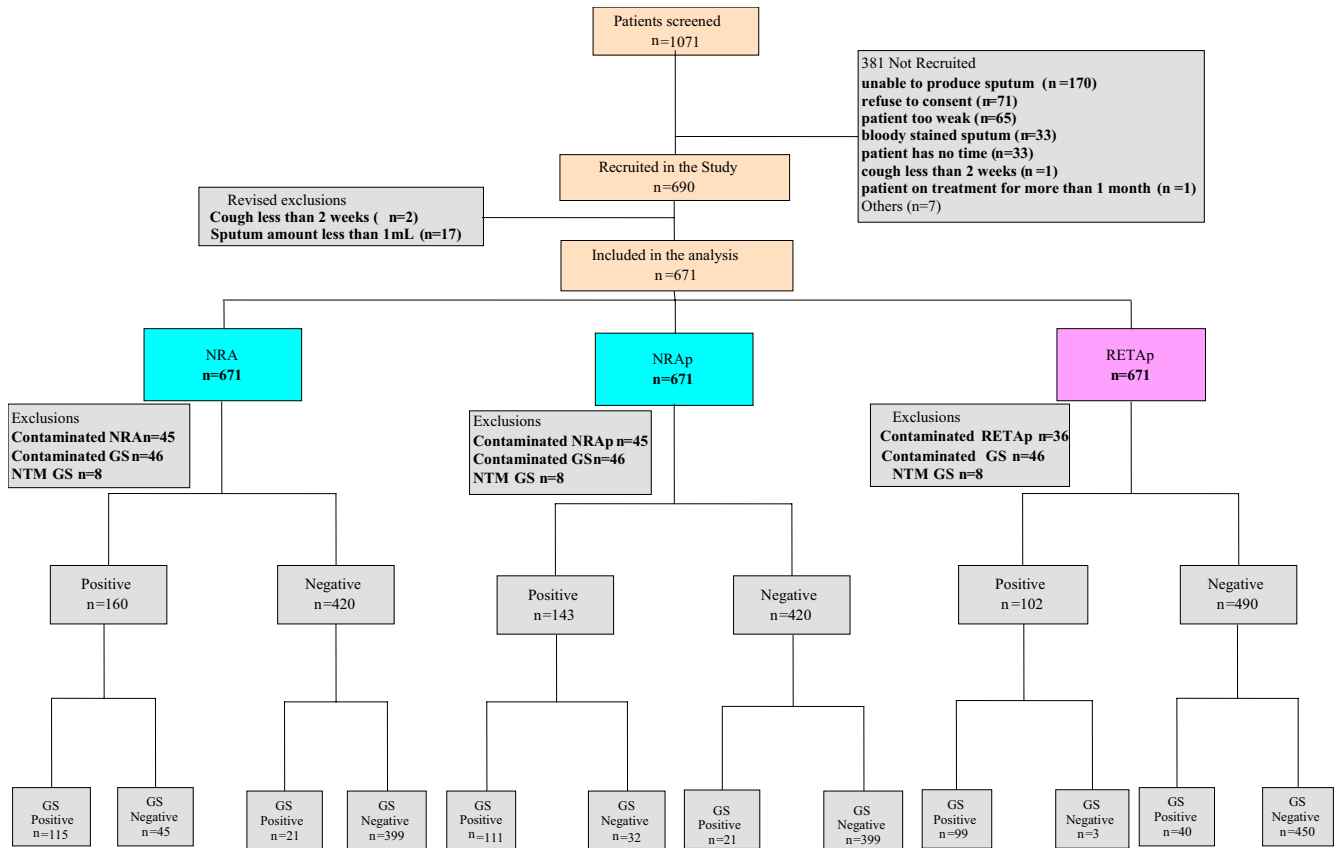 Patients screened
n=1071
381 Not Recruited
unable to produce sputum (n=170)
refuse to consent (n=71)
patient too weak (n=65)
bloody stained sputum (n=33)
patient has no time (n=33)
cough less than 2 weeks (n=1)
patient on treatment for more than 1 month (n=1)
Others (n=7)
Recruited in the Study
n=690
Revised exclusions
Cough less than 2 weeks ( n=2)
Sputum amount less than 1mL (n=17)
Included in the analysis
n=671
NRA
n=671
NRAp
n=671
RETAp
n=671
Exclusions
Contaminated NRAn=45
Contaminated GSn=46
NTM GS n=8
Exclusions
Contaminated NRAp n=45
Contaminated GSn=46
NTM GS n=8
Exclusions
Contaminated RETAp n=36
Contaminated GS n=46
NTM GS n=8
Positive
n=160
Negative
n=420
Positive
n=143
Negative
n=420
Positive
n=102
Negative
n=490
GS
Positive
n=115
GS
Negative
n=45
GS
Positive
n=21
GS
Negative
n=399
GS
Positive
n=111
GS
Negative
n=32
GS
Positive
n=21
GS
Negative
n=399
GS
Positive
n=99
GS
Negative
n=3
GS
Positive
n=40
GS
Negative
n=450